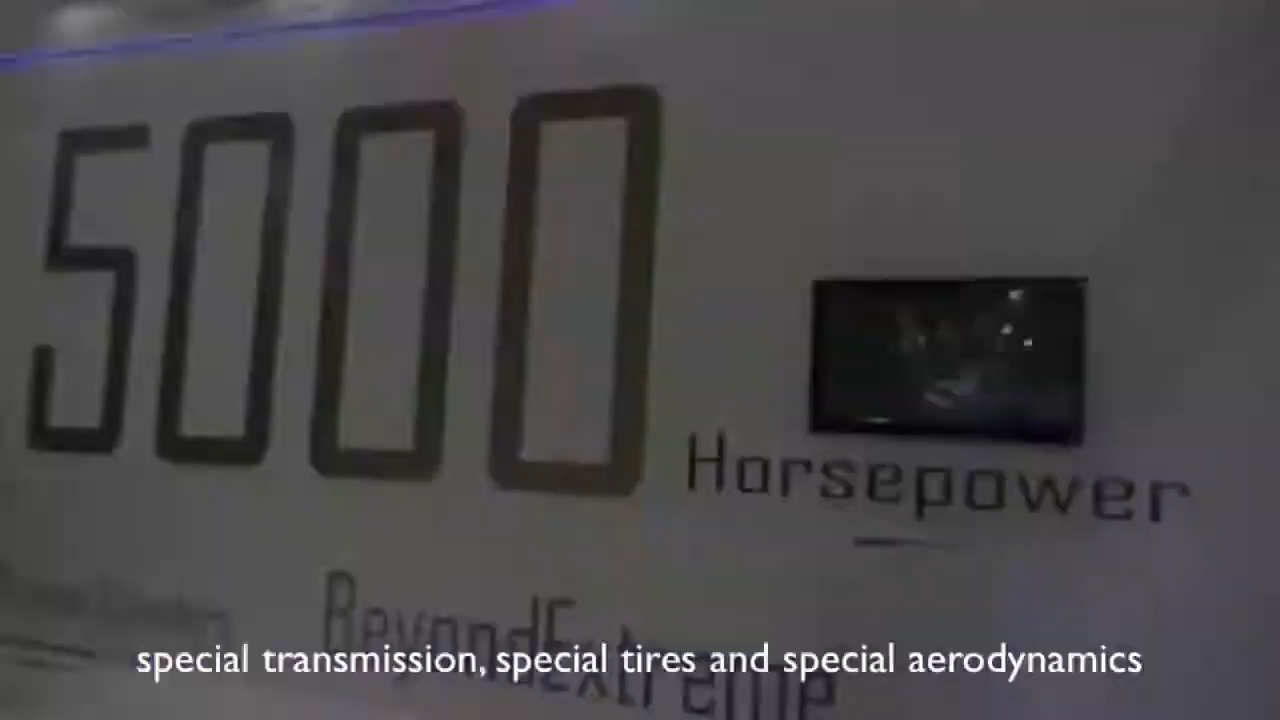 5000
Horsepower
BeyondExtreme
special transmission, special tires and special aerodynamics